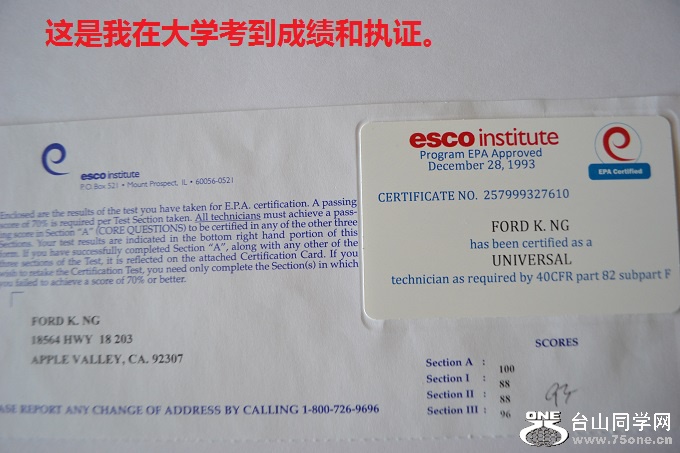 这是我在大学考到成绩和执证。
esco institute
P.O Box 521 • Mount Prospect, IL • 60056-0521
Enclosed are the results of the test you have taken for E.P.A. certification. A passing
score of 70% is required per Test Section taken. All technicians must achieve a pass-
ing score in Section "A" (CORE QUESTIONS) to be certified in any of the other three
Sections. Your test results are indicated in the bottom right hand portion of this
form. If you have successfully completed Section "A", along with any other of the
three sections of the Test, it is reflected on the attached Certification Card. If you
wish to retake the Certification Test, you need only complete the Section(s) in which
you failed to achieve a score of 70% or better.
FORD K. NG
18564 HWY 18 203
APPLE VALLEY, CA. 92307
ASE REPORT ANY CHANGE OF ADDRESS BY CALLING 1-800-726-9696
esco institute
Program EPA Approved
December 28, 1993
EPA Certified
CERTIFICATE NO. 257999327610
FORD K. NG
has been certified as a
UNIVERSAL
technician as required by 40CFR part 82 subpart F
SCORES
Section A : 100
Section I : 88
Section II : 88
Section III : 96
ONE
台山同学网
www.75one.cn